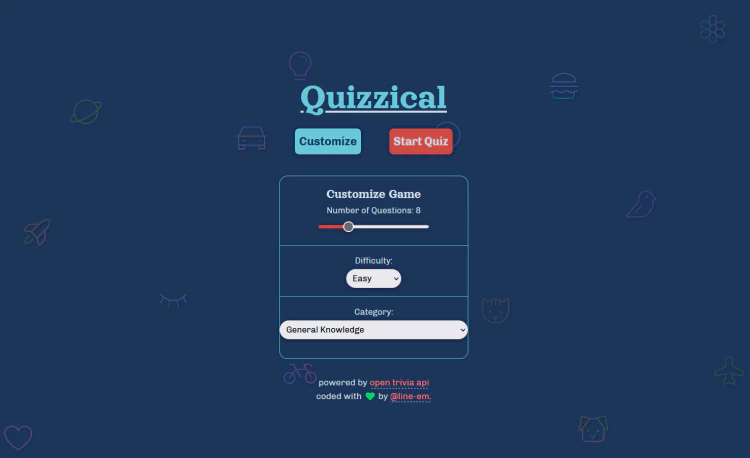 Quizzical
Customize Start Quiz
Customize Game
Number of Questions: 8
Difficulty:
Easy
Category:
General Knowledge
powered by open trivia api
coded with 💚 by @line-em.